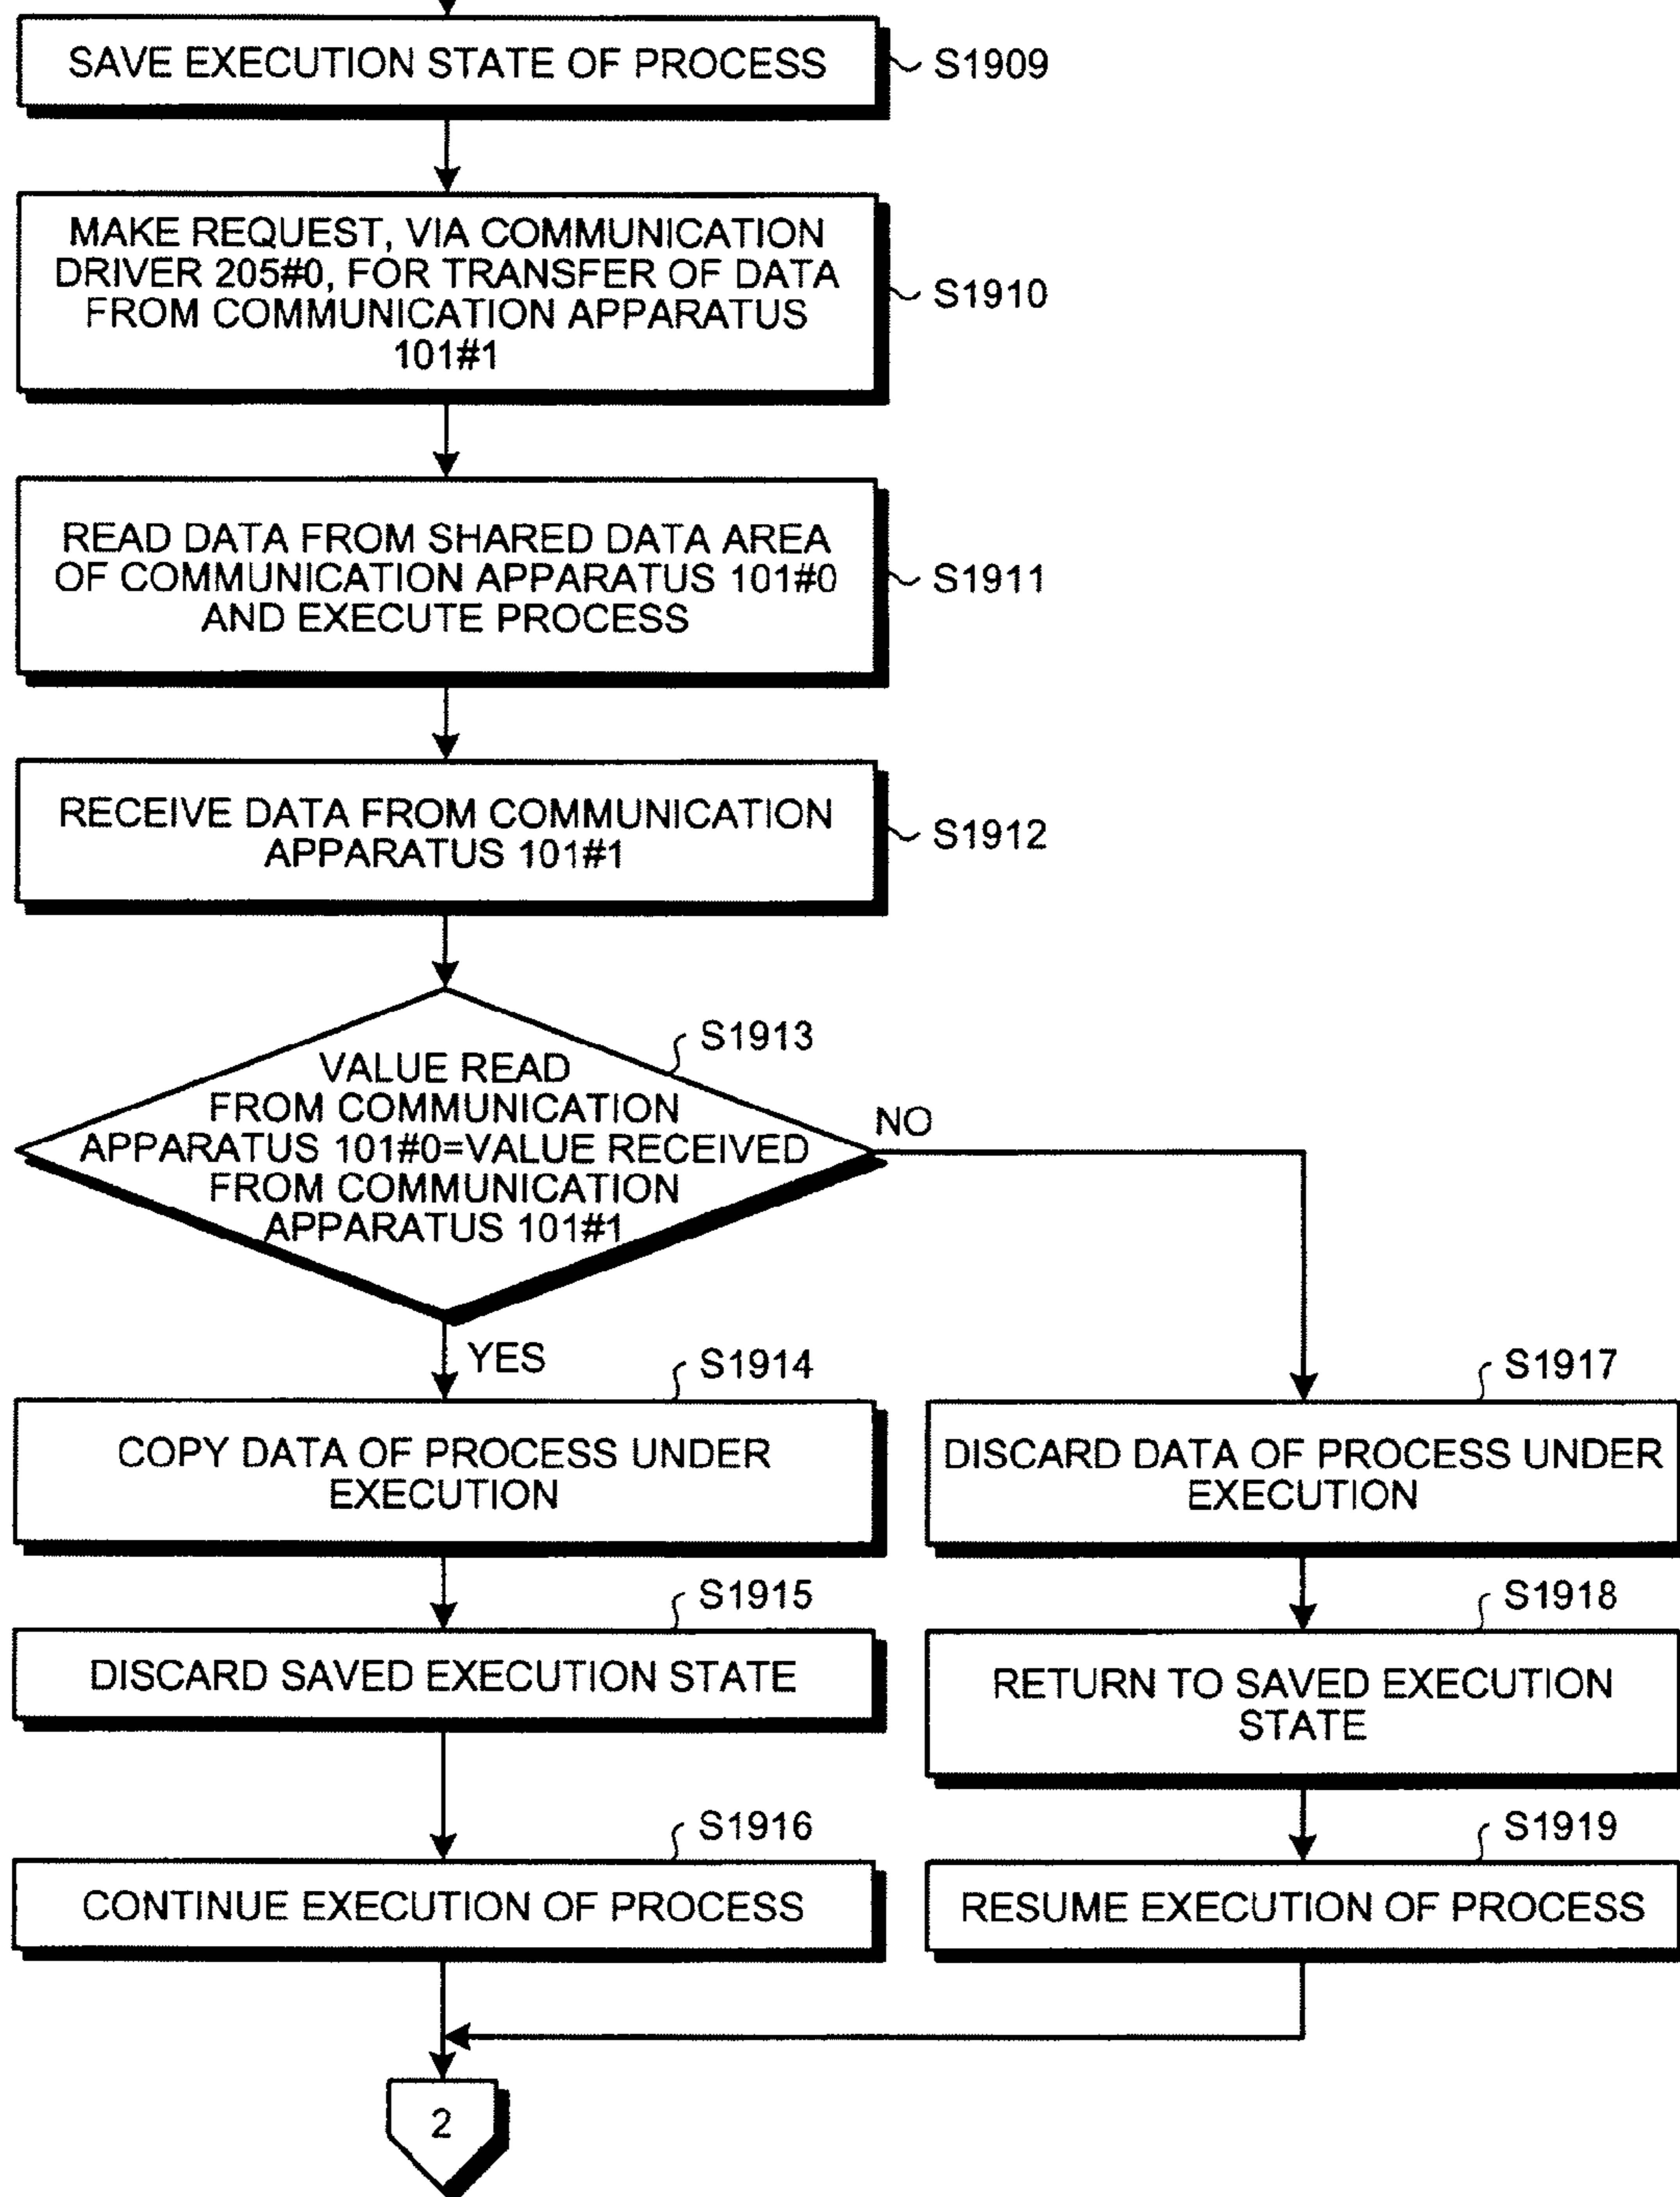 SAVE EXECUTION STATE OF PROCESS
S1909
MAKE REQUEST, VIA COMMUNICATION
DRIVER 205#0, FOR TRANSFER OF DATA
FROM COMMUNICATION APPARATUS
101#1
S1910
READ DATA FROM SHARED DATA AREA
OF COMMUNICATION APPARATUS 101#0
AND EXECUTE PROCESS
S1911
RECEIVE DATA FROM COMMUNICATION
APPARATUS 101#1
S1912
S1913
VALUE READ
FROM COMMUNICATION
APPARATUS 101#0=VALUE RECEIVED
FROM COMMUNICATION
APPARATUS 101#1
NO
YES
S1914
COPY DATA OF PROCESS UNDER
EXECUTION
S1917
DISCARD DATA OF PROCESS UNDER
EXECUTION
S1915
DISCARD SAVED EXECUTION STATE
S1918
RETURN TO SAVED EXECUTION
STATE
S1916
CONTINUE EXECUTION OF PROCESS
S1919
RESUME EXECUTION OF PROCESS
2